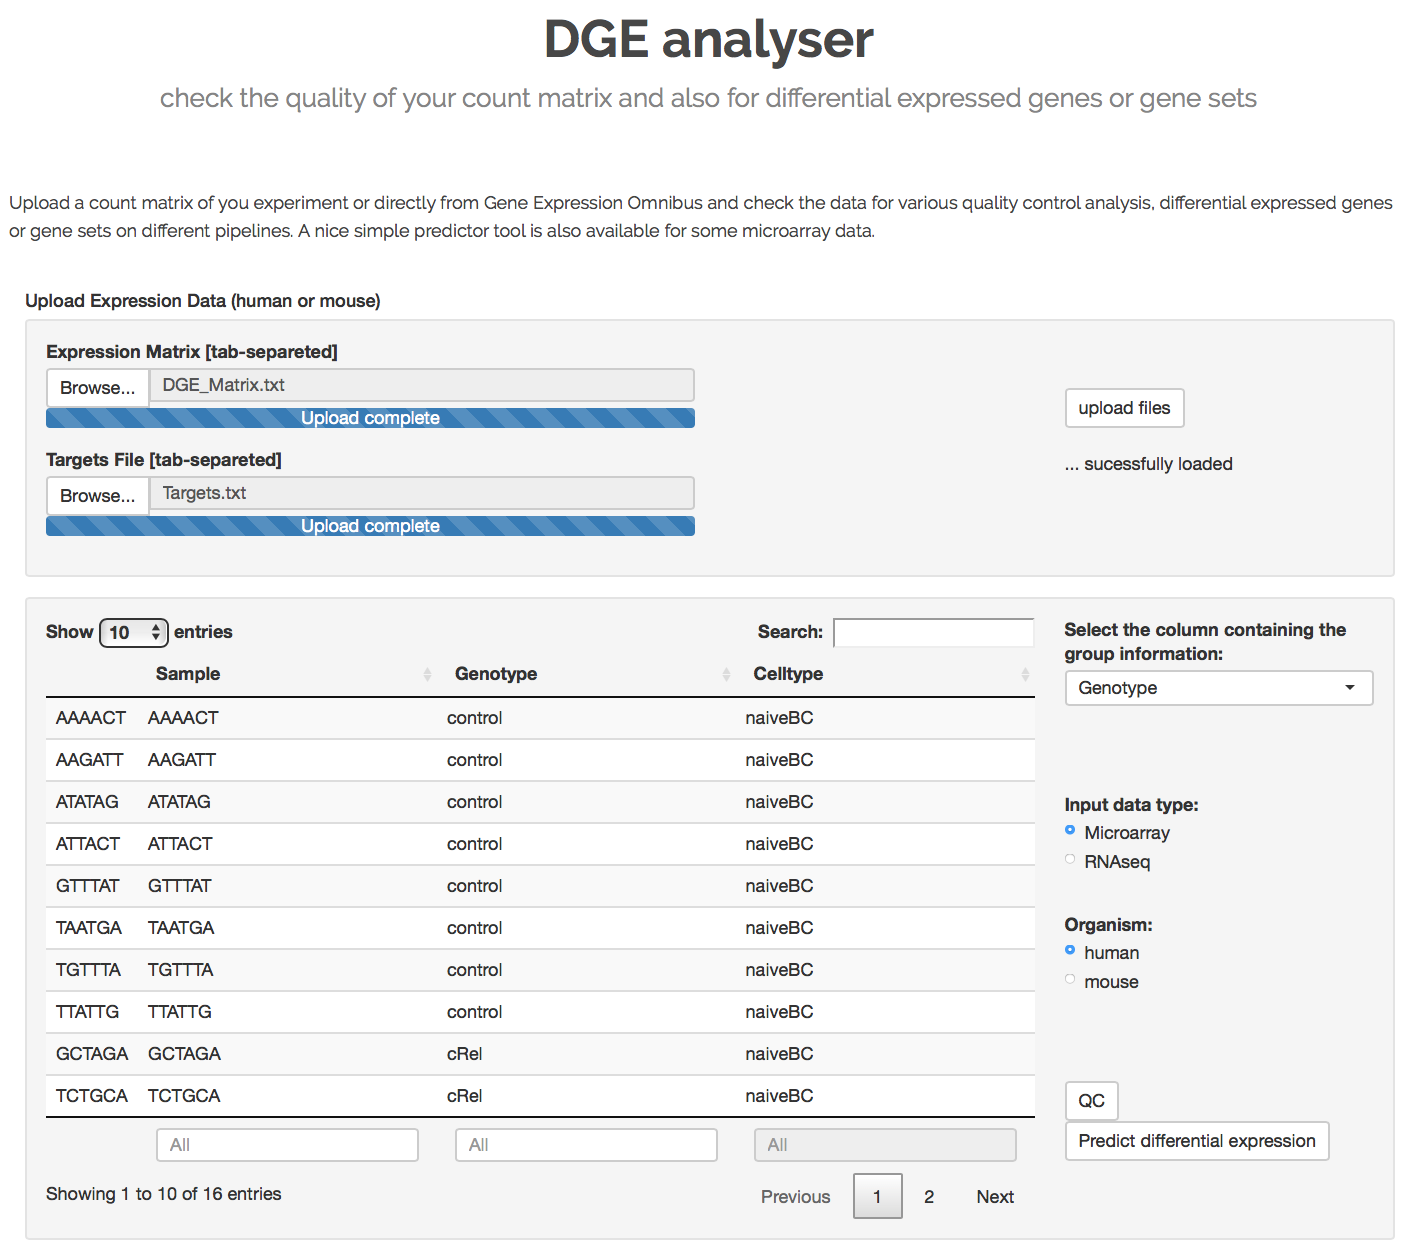 DGE analyser
check the quality of your count matrix and also for differential expressed genes or gene sets
Upload a count matrix of you experiment or directly from Gene Expression Omnibus and check the data for various quality control analysis, differential expressed genes
or gene sets on different pipelines. A nice simple predictor tool is also available for some microarray data.
Upload Expression Data (human or mouse)
Expression Matrix [tab-separeted]
Browse... DGE_Matrix.txt
Upload complete
Targets File [tab-separeted]
Browse... Targets.txt
Upload complete
upload files
... sucessfully loaded
Show 10 entries Search:
Sample Genotype Celltype
AAAACT AAAACT control naiveBC
AAGATT AAGATT control naiveBC
ATATAG ATATAG control naiveBC
ATTACT ATTACT control naiveBC
GTTTAT GTTTAT control naiveBC
TAATGA TAATGA control naiveBC
TGTTTA TGTTTA control naiveBC
TTATTG TTATTG control naiveBC
GCTAGA GCTAGA cRel naiveBC
TCTGCA TCTGCA cRel naiveBC
All All All
Showing 1 to 10 of 16 entries Previous 1 2 Next
Select the column containing the
group information:
Genotype
Input data type:
Microarray
RNAseq
Organism:
human
mouse
QC
Predict differential expression